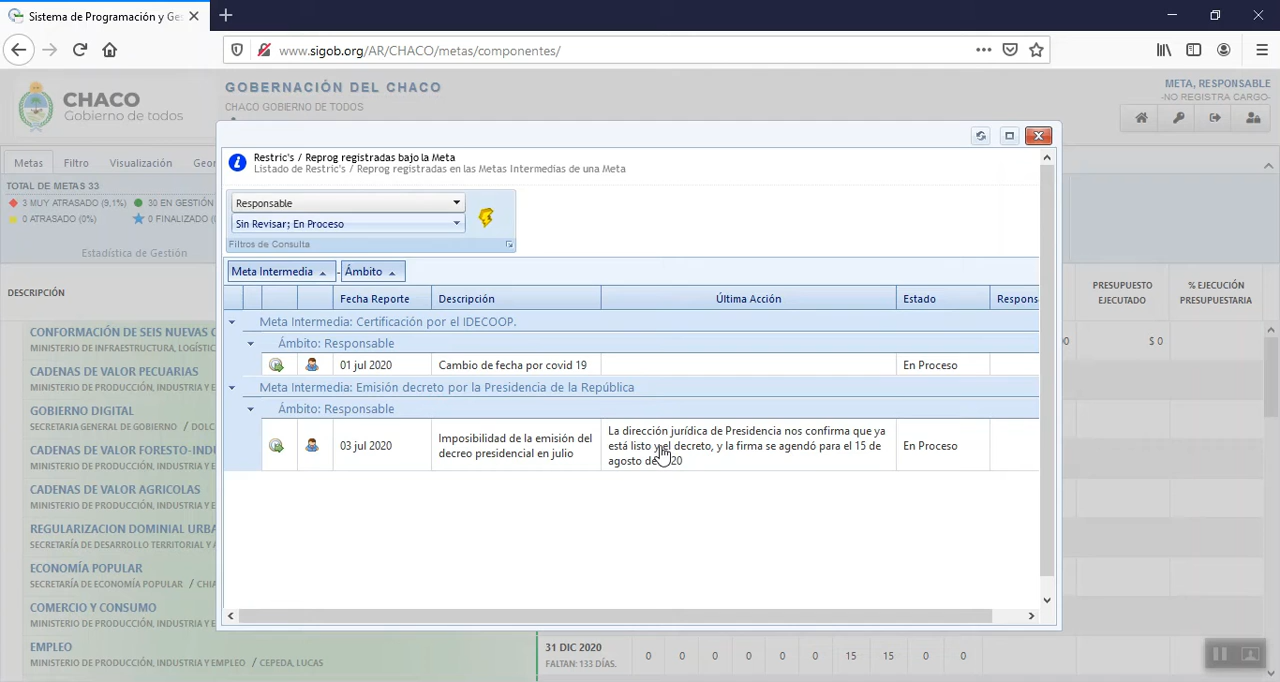 Sistema de Programación y Ge
www.sigob.org/AR/CHACO/metas/componentes/
CHACO
Gobierno de todos
GOBERNACIÓN DEL CHACO
CHACO GOBIERNO DE TODOS
META, RESPONSABLE
-NO REGISTRA CARGO-
Metas
Filtro
Visualización
Geor
TOTAL DE METAS 33
3 MUY ATRASADO (9,1%)
30 EN GESTIÓN
0 ATRASADO (0%)
0 FINALIZADO (
Estadística de Gestión
DESCRIPCIÓN
PRESUPUESTO EJECUTADO
% EJECUCIÓN PRESUPUESTARIA
Restric's / Reprog registradas bajo la Meta
Listado de Restric's / Reprog registradas en las Metas Intermedias de una Meta
Responsable
Sin Revisar; En Proceso
Filtros de Consulta
Meta Intermedia
Ámbito
Fecha Reporte
Descripción
Última Acción
Estado
Respons
Meta Intermedia: Certificación por el IDECOOP.
Ámbito: Responsable
01 jul 2020
Cambio de fecha por covid 19
En Proceso
Meta Intermedia: Emisión decreto por la Presidencia de la República
Ámbito: Responsable
03 jul 2020
Imposibilidad de la emisión del
decreo presidencial en julio
La dirección jurídica de Presidencia nos confirma que ya
está listo y el decreto, y la firma se agendó para el 15 de
agosto de 2020
En Proceso
CONFORMACIÓN DE SEIS NUEVAS C
MINISTERIO DE INFRAESTRUCTURA, LOGÍSTIC
0
$ 0
CADENAS DE VALOR PECUARIAS
MINISTERIO DE PRODUCCIÓN, INDUSTRIA Y E
GOBIERNO DIGITAL
SECRETARIA GENERAL DE GOBIERNO / DOLC
CADENAS DE VALOR FORESTO-INDU
MINISTERIO DE PRODUCCIÓN, INDUSTRIA Y E
CADENAS DE VALOR AGRICOLAS
MINISTERIO DE PRODUCCIÓN, INDUSTRIA Y E
REGULARIZACION DOMINIAL URBA
SECRETARÍA DE DESARROLLO TERRITORIAL Y A
ECONOMÍA POPULAR
SECRETARÍA DE ECONOMÍA POPULAR / CHIA
COMERCIO Y CONSUMO
MINISTERIO DE PRODUCCIÓN, INDUSTRIA Y E
EMPLEO
MINISTERIO DE PRODUCCIÓN, INDUSTRIA Y EMPLEO / CEPEDA, LUCAS
31 DIC 2020
FALTAN: 133 DÍAS.
0 0 0 0 0 0 15 15 0 0